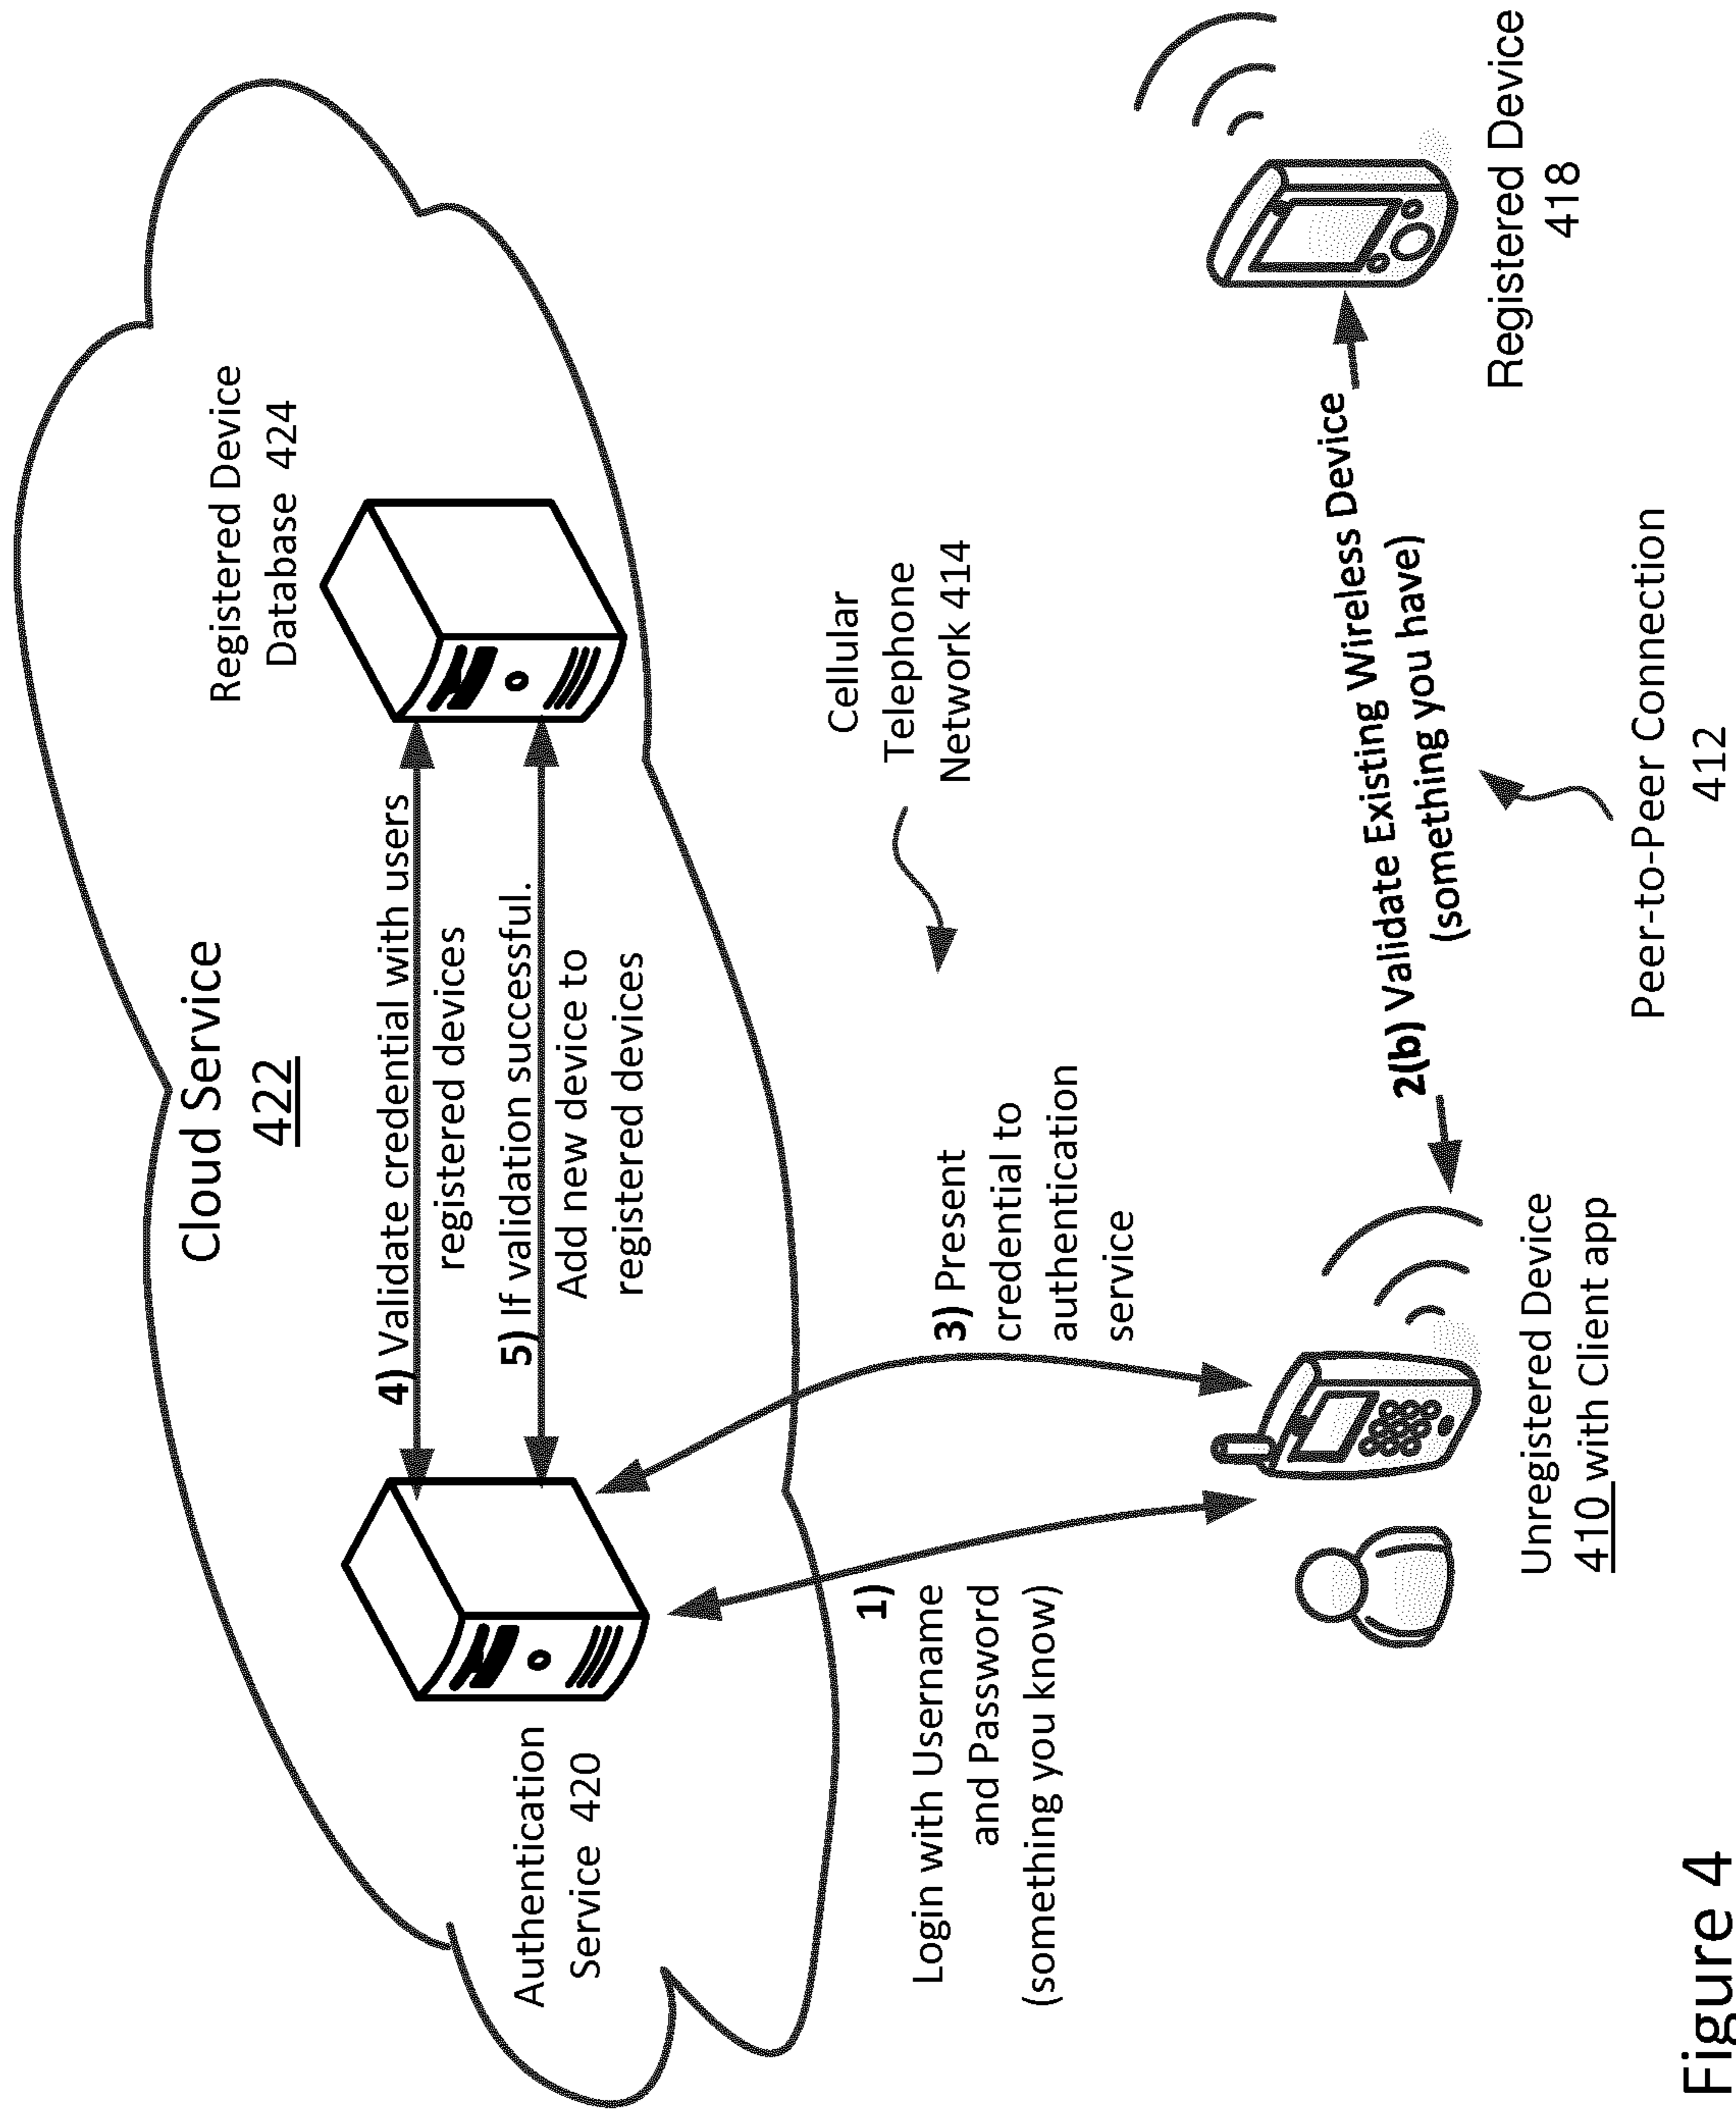 Cloud Service
422
Registered Device
Database 424
4) Validate credential with users
registered devices
5) If validation successful.
Add new device to
registered devices
Authentication
Service 420
Cellular
Telephone
Network 414
1)
Login with Username
and Password
(something you know)
3) Present
credential to
authentication
service
2(b) Validate Existing Wireless Device
(something you have)
Registered Device
418
Unregistered Device
410 with Client app
Peer-to-Peer Connection
412
Figure 4